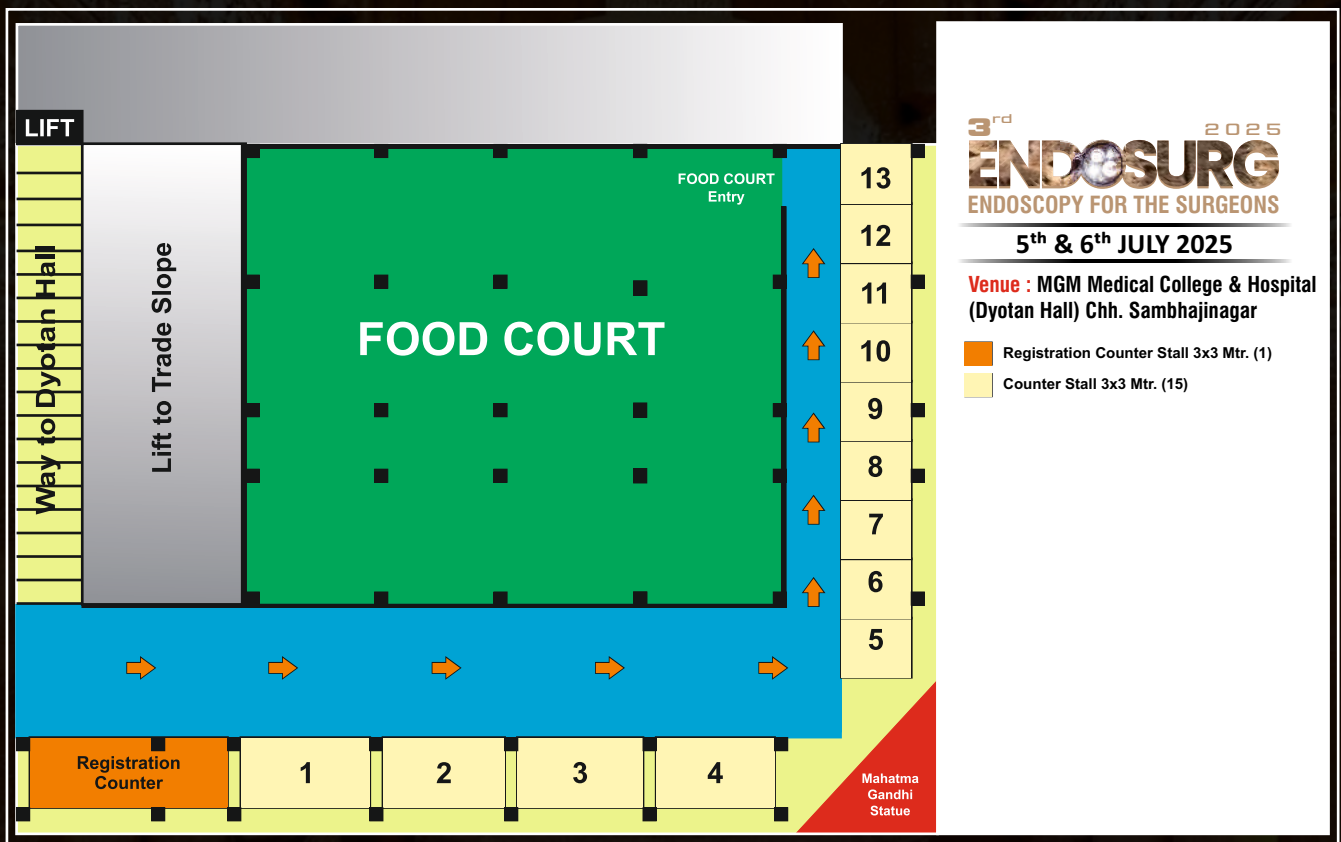 LIFT
Way to Dyotan Hall
Lift to Trade Slope
FOOD COURT
Entry
FOOD COURT
13
12
11
10
9
8
7
6
5
Registration
Counter
1
2
3
4
Mahatma
Gandhi
Statue
3rd 2025
ENDOSURG
ENDOSCOPY FOR THE SURGEONS
5th & 6th JULY 2025
Venue : MGM Medical College & Hospital
(Dyotan Hall) Chh. Sambhajinagar
Registration Counter Stall 3x3 Mtr. (1)
Counter Stall 3x3 Mtr. (15)